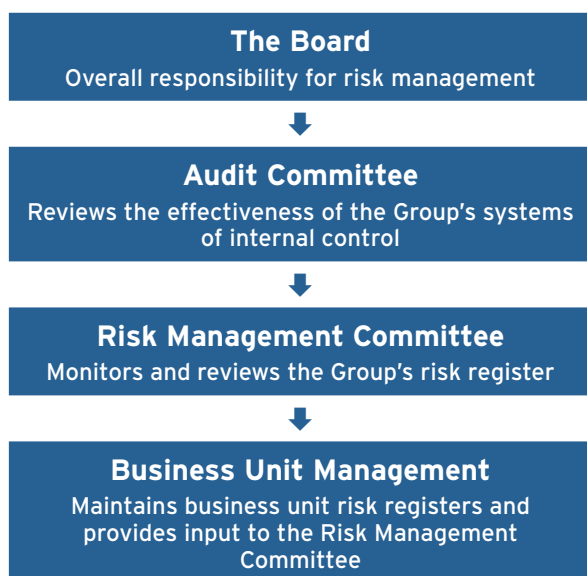 The Board
Overall responsibility for risk management
Audit Committee
Reviews the effectiveness of the Group's systems
of internal control
Risk Management Committee
Monitors and reviews the Group's risk register
Business Unit Management
Maintains business unit risk registers and
provides input to the Risk Management
Committee